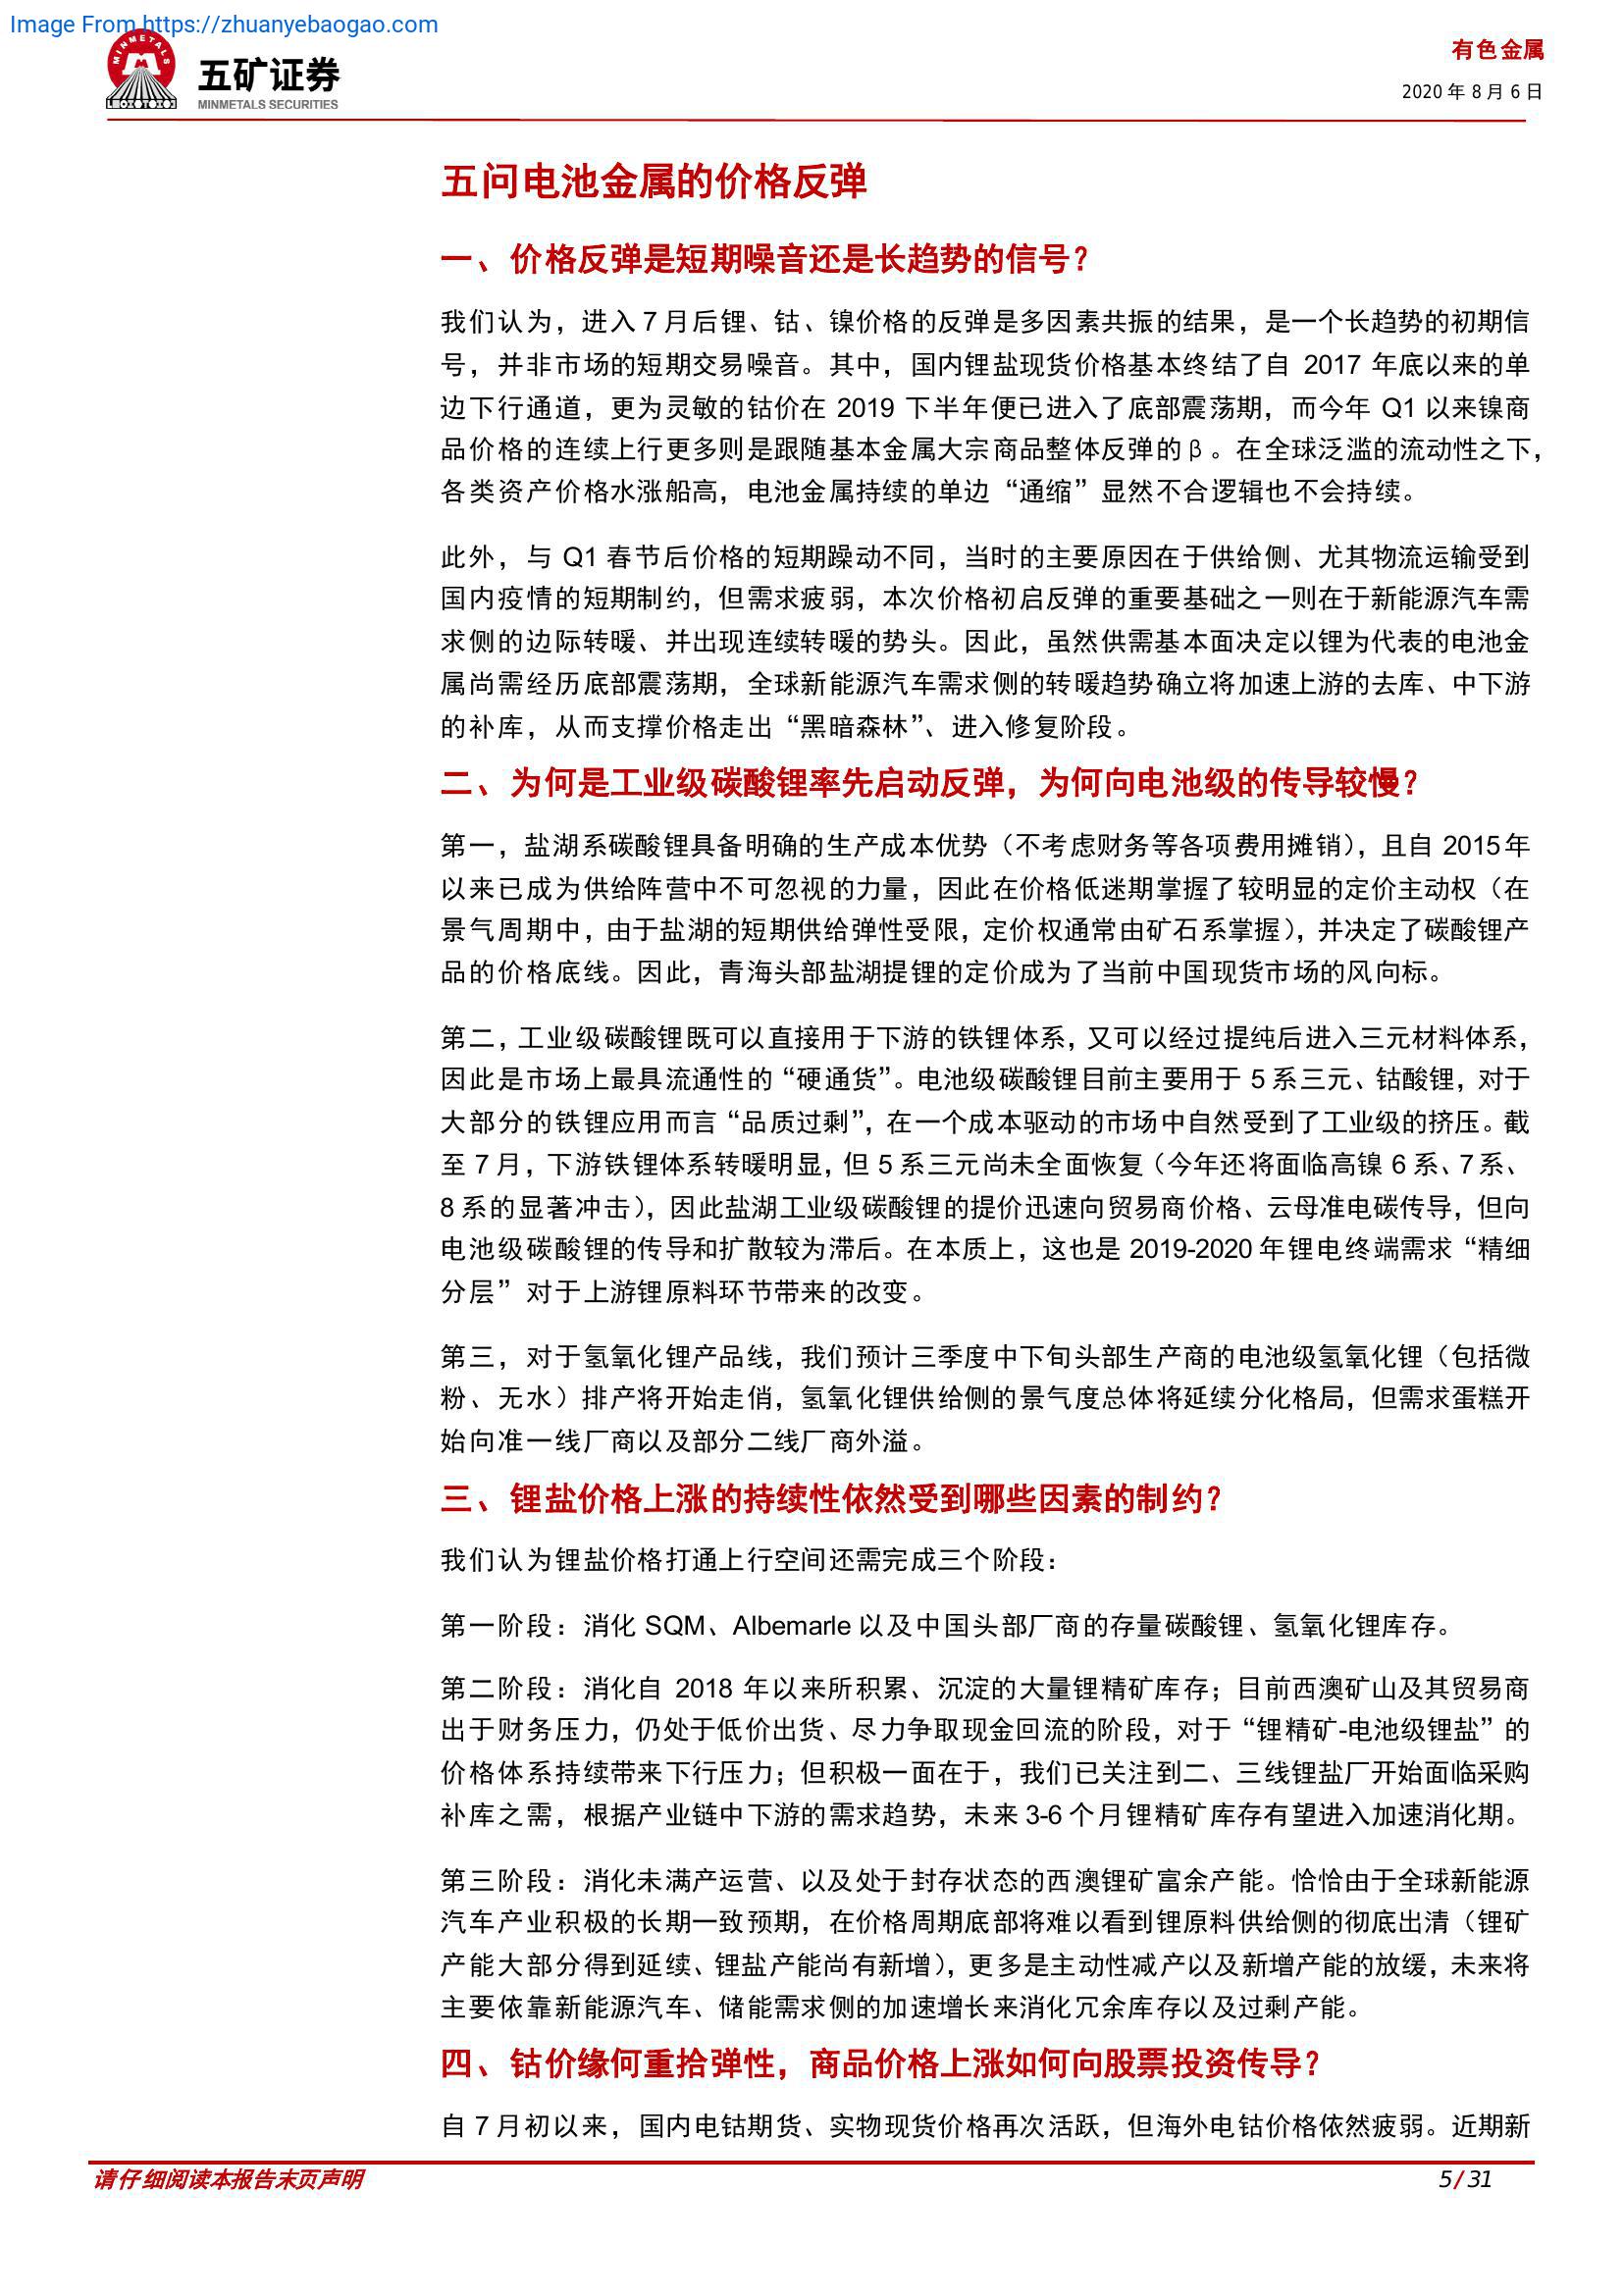 Image From https://zhuanyebaogao.com
MINMETALS
五矿证券
MINMETALS SECURITIES
有色金属
2020 年 8 月 6 日
五问电池金属的价格反弹
一、价格反弹是短期噪音还是长趋势的信号？
我们认为，进入 7 月后锂、钴、镍价格的反弹是多因素共振的结果，是一个长趋势的初期信
号，并非市场的短期交易噪音。其中，国内锂盐现货价格基本终结了自 2017 年底以来的单
边下行通道，更为灵敏的钴价在 2019 下半年便已进入了底部震荡期，而今年 Q1 以来镍商
品价格的连续上行更多则是跟随基本金属大宗商品整体反弹的 β 。在全球泛滥的流动性之下，
各类资产价格水涨船高，电池金属持续的单边“通缩”显然不合逻辑也不会持续。
此外，与 Q1 春节后价格的短期躁动不同，当时的主要原因在于供给侧、尤其物流运输受到
国内疫情的短期制约，但需求疲弱，本次价格初启反弹的重要基础之一则在于新能源汽车需
求侧的边际转暖、并出现连续转暖的势头。因此，虽然供需基本面决定以锂为代表的电池金
属尚需经历底部震荡期，全球新能源汽车需求侧的转暖趋势确立将加速上游的去库、中下游
的补库，从而支撑价格走出“黑暗森林”、进入修复阶段。
二、为何是工业级碳酸锂率先启动反弹，为何向电池级的传导较慢？
第一，盐湖系碳酸锂具备明确的生产成本优势（不考虑财务等各项费用摊销），且自 2015 年
以来已成为供给阵营中不可忽视的力量，因此在价格低迷期掌握了较明显的定价主动权（在
景气周期中，由于盐湖的短期供给弹性受限，定价权通常由矿石系掌握），并决定了碳酸锂产
品的价格底线。因此，青海头部盐湖提锂的定价成为了当前中国现货市场的风向标。
第二，工业级碳酸锂既可以直接用于下游的铁锂体系，又可以经过提纯后进入三元材料体系，
因此是市场上最具流通性的“硬通货”。电池级碳酸锂目前主要用于 5 系三元、钴酸锂，对于
大部分的铁锂应用而言“品质过剩”，在一个成本驱动的市场中自然受到了工业级的挤压。截
至 7 月，下游铁锂体系转暖明显，但 5 系三元尚未全面恢复（今年还将面临高镍 6 系、7 系、
8 系的显著冲击），因此盐湖工业级碳酸锂的提价迅速向贸易商价格、云母准电碳传导，但向
电池级碳酸锂的传导和扩散较为滞后。在本质上，这也是 2019-2020 年锂电终端需求“精细
分层”对于上游锂原料环节带来的改变。
第三，对于氢氧化锂产品线，我们预计三季度中下旬头部生产商的电池级氢氧化锂（包括微
粉、无水）排产将开始走俏，氢氧化锂供给侧的景气度总体将延续分化格局，但需求蛋糕开
始向准一线厂商以及部分二线厂商外溢。
三、锂盐价格上涨的持续性依然受到哪些因素的制约？
我们认为锂盐价格打通上行空间还需完成三个阶段：
第一阶段：消化 SQM、Albemarle 以及中国头部厂商的存量碳酸锂、氢氧化锂库存。
第二阶段：消化自 2018 年以来所积累、沉淀的大量锂精矿库存；目前西澳矿山及其贸易商
出于财务压力，仍处于低价出货、尽力争取现金回流的阶段，对于“锂精矿-电池级锂盐”的
价格体系持续带来下行压力；但积极一面在于，我们已关注到二、三线锂盐厂开始面临采购
补库之需，根据产业链中下游的需求趋势，未来 3-6 个月锂精矿库存有望进入加速消化期。
第三阶段：消化未满产运营、以及处于封存状态的西澳锂矿富余产能。恰恰由于全球新能源
汽车产业积极的长期一致预期，在价格周期底部将难以看到锂原料供给侧的彻底出清（锂矿
产能大部分得到延续、锂盐产能尚有新增），更多是主动性减产以及新增产能的放缓，未来将
主要依靠新能源汽车、储能需求侧的加速增长来消化冗余库存以及过剩产能。
四、钴价缘何重拾弹性，商品价格上涨如何向股票投资传导？
自 7 月初以来，国内电钴期货、实物现货价格再次活跃，但海外电钴价格依然疲弱。近期新
请仔细阅读本报告末页声明
5 / 31